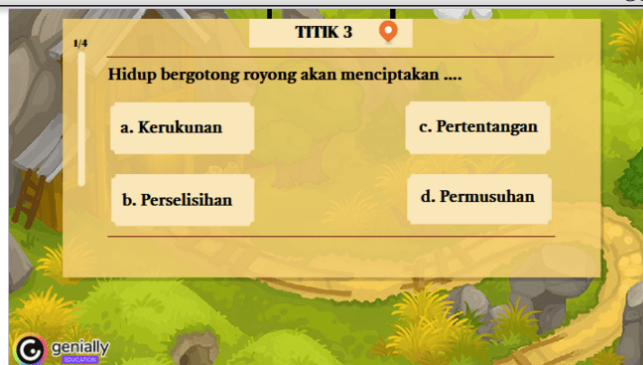 TITIK 3
1/4
Hidup bergotong royong akan menciptakan ....
a. Kerukunan
c. Pertentangan
b. Perselisihan
d. Permusuhan
genially
EDUCATION